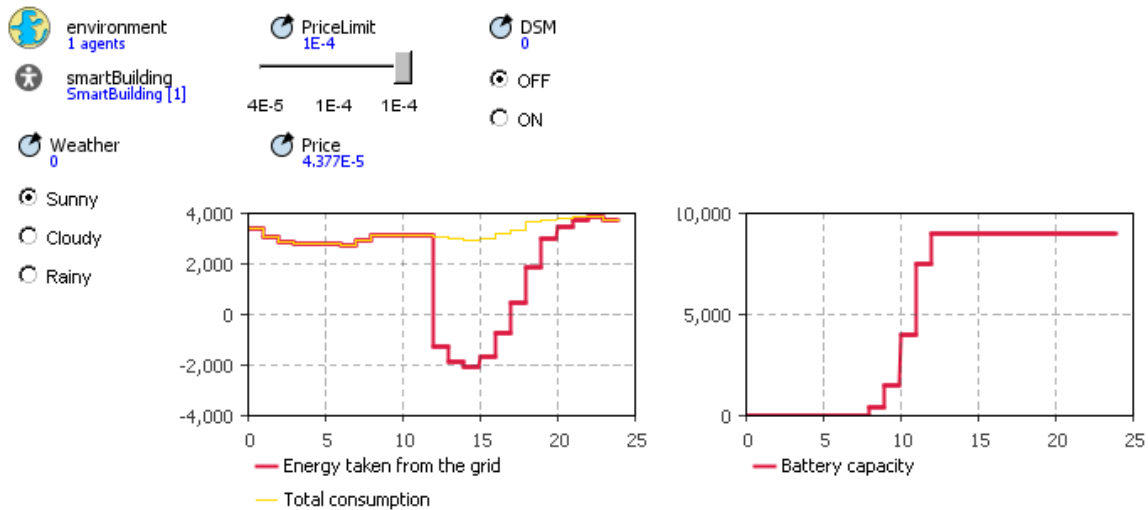 environment
1 agents
PriceLimit
1E-4
DSM
0
smartBuilding
SmartBuilding [1]
OFF
4E-5 1E-4 1E-4
ON
Weather
0
Price
4.377E-5
Sunny
Cloudy
Rainy
4,000
2,000
0
-2,000
-4,000
0 5 10 15 20 25
Energy taken from the grid
Total consumption
10,000
5,000
0
0 5 10 15 20 25
Battery capacity